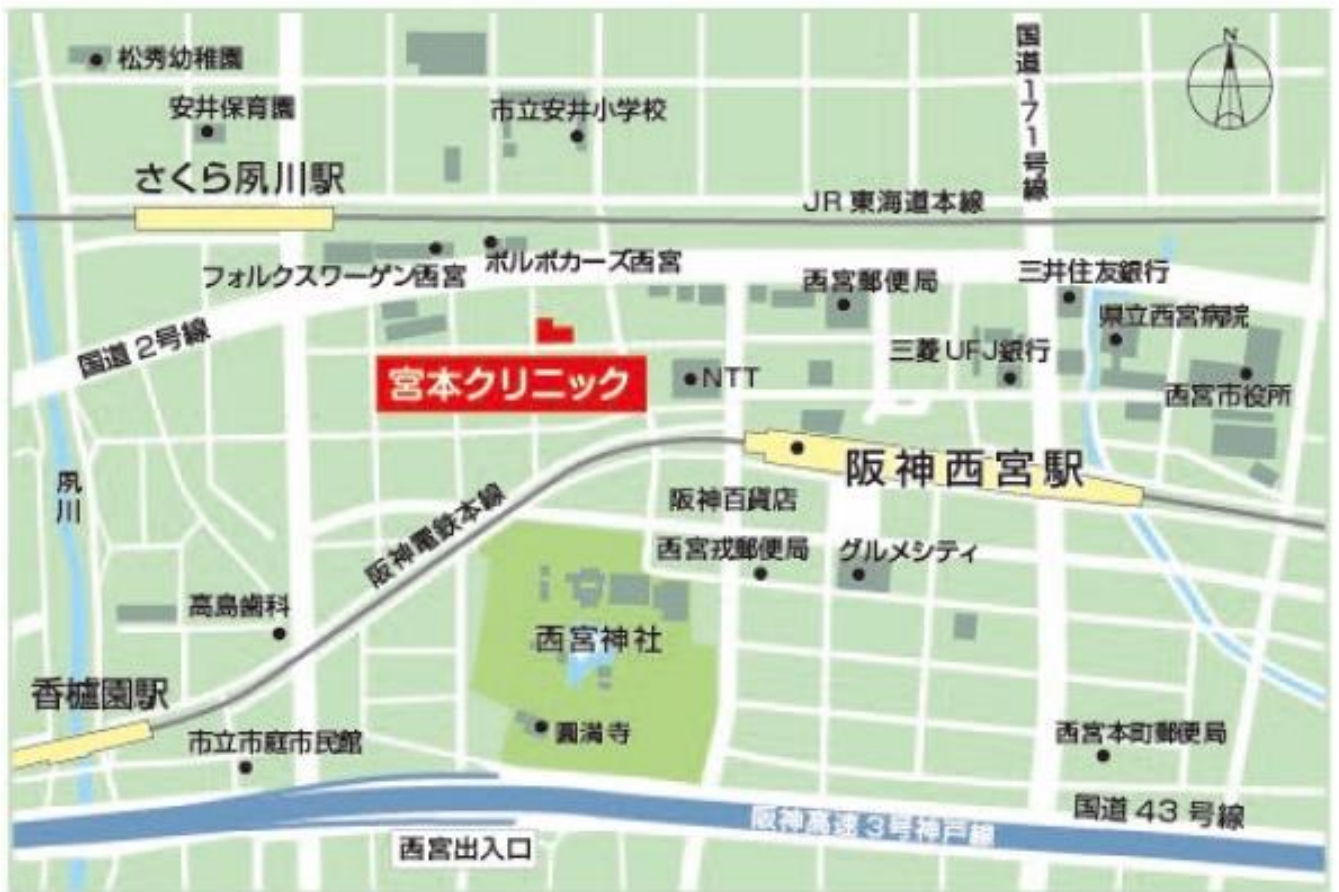 松秀幼稚園
国道171号線
N
安井保育園
市立安井小学校
さくら夙川駅
JR 東海道本線
フォルクスワーゲン西宮
ボルボカーズ西宮
西宮郵便局
三井住友銀行
県立西宮病院
国道2号線
三菱UFJ銀行
宮本クリニック
NTT
西宮市役所
夙川
阪神西宮駅
阪神百貨店
阪神電鉄本線
西宮戎郵便局
グルメシティ
高島歯科
西宮神社
香櫨園駅
圓満寺
市立市庭市民館
西宮本町郵便局
国道43号線
阪神高速3号神戸線
西宮出入口